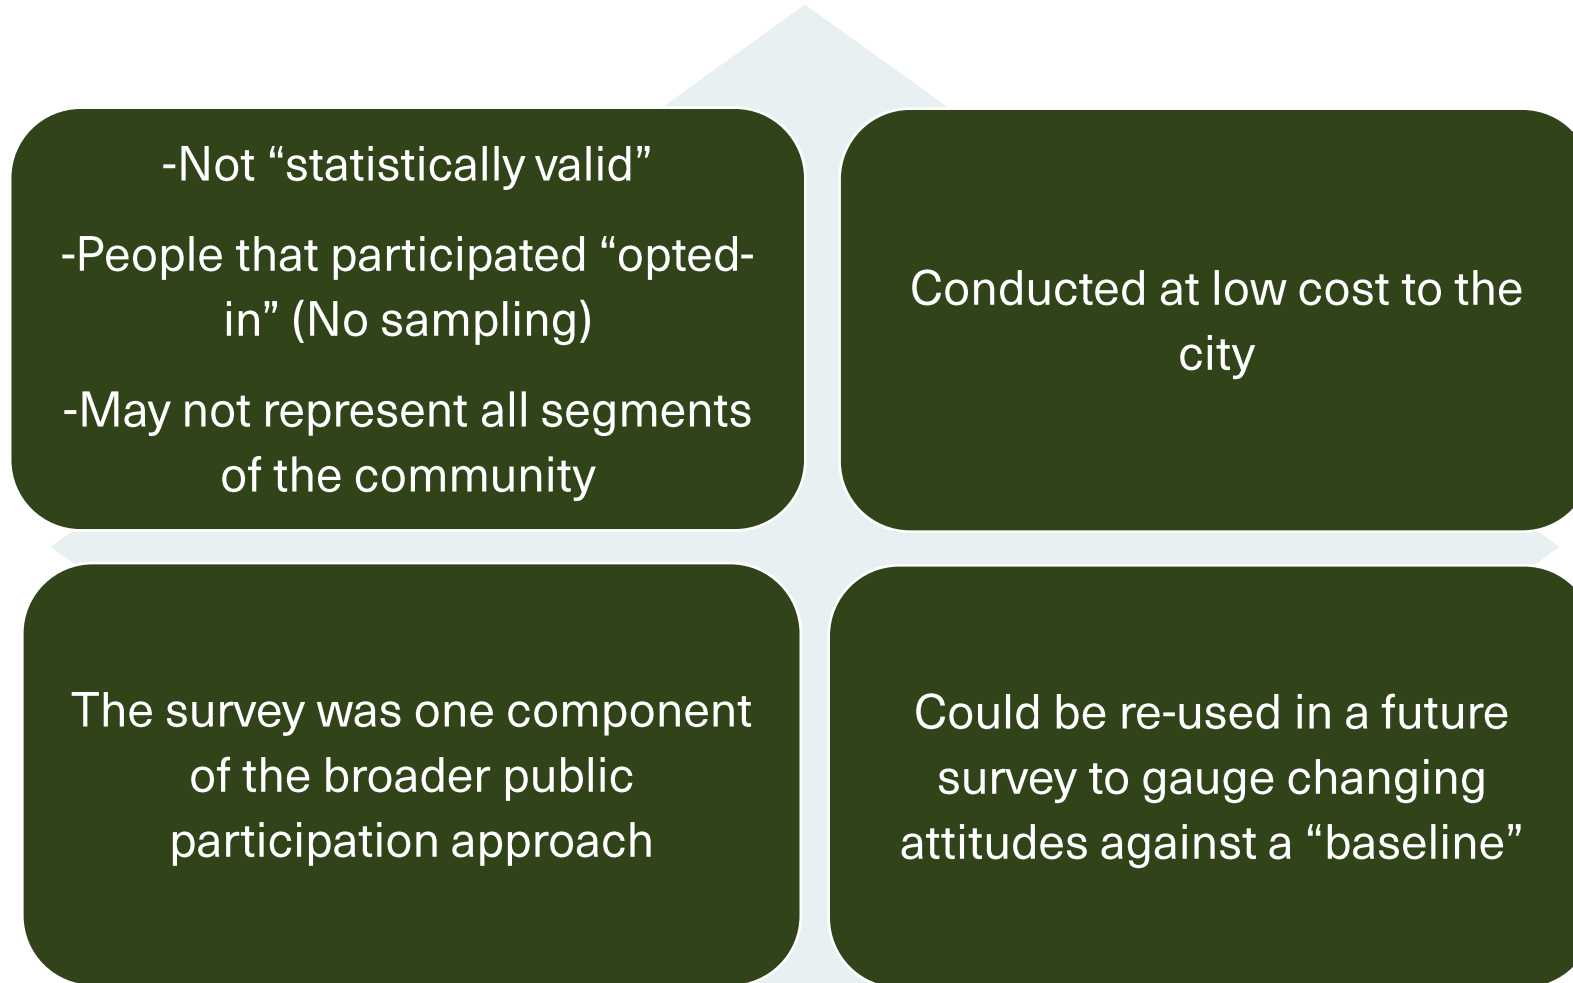 -Not “statistically valid”
-People that participated “opted-
in” (No sampling)
-May not represent all segments
of the community
Conducted at low cost to the
city
The survey was one component
of the broader public
participation approach
Could be re-used in a future
survey to gauge changing
attitudes against a “baseline”